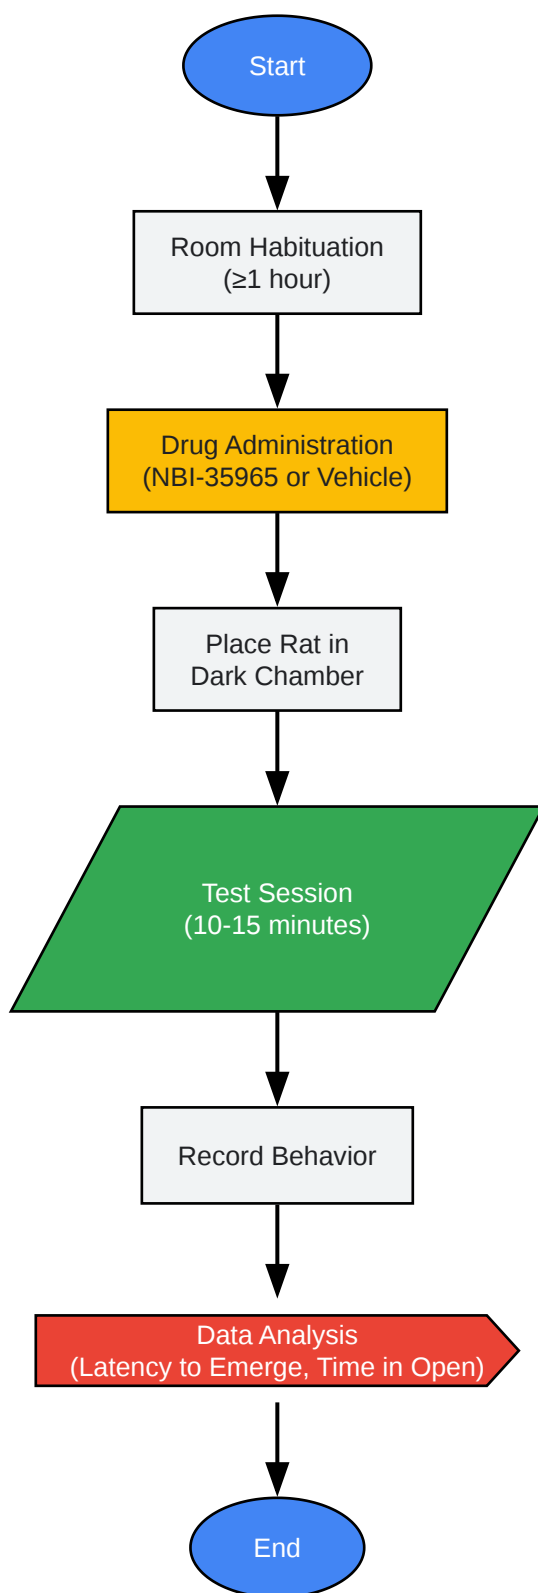 Start
Room Habituation
(≥1 hour)
Drug Administration
(NBI-35965 or Vehicle)
Place Rat in
Dark Chamber
Test Session
(10-15 minutes)
Record Behavior
Data Analysis
(Latency to Emerge, Time in Open)
End